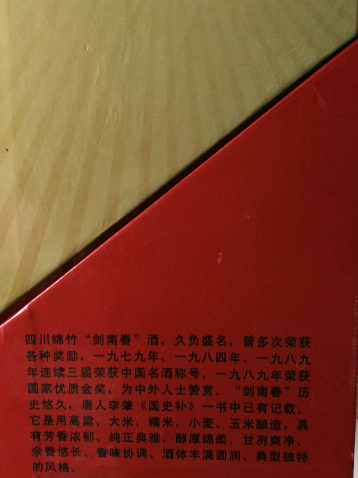 四川绵竹“剑南春”酒，久负盛名，曾多次荣获
各种奖励，一九七九年、一九八四年、一九八九
年连续三届荣获中国名酒称号，一九八九年荣获
国家优质金奖，为中外人士赞赏。“剑南春”历
史悠久，唐人李肇《国史补》一书中已有记载，
它是用高粱、大米、糯米、小麦、玉米酿造，具
有芳香浓郁、纯正典雅、醇厚绵柔、甘冽爽净、
余香悠长、香味协调、酒体丰满圆润、典型独特
的风格。